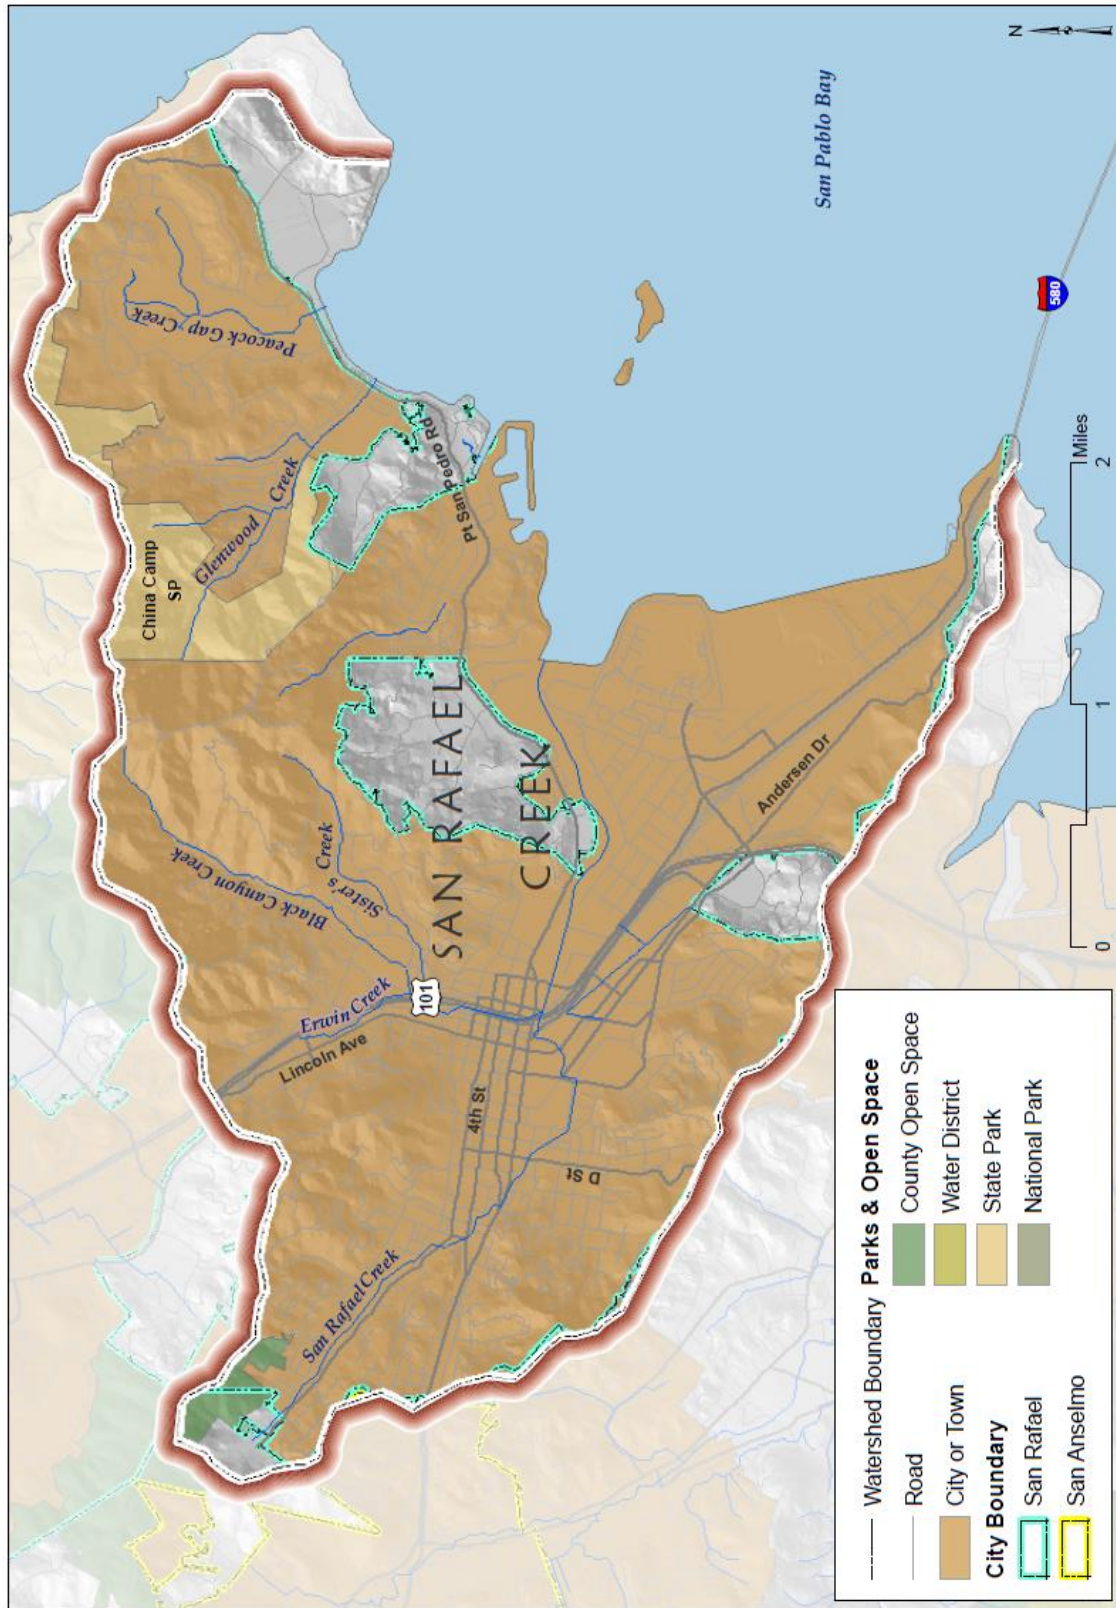 N
China Camp
SP
Glenwood Creek
Peacock Gap Creek
San Pablo Bay
Black Canyon Creek
Sister's Creek
Erwin Creek
Lincoln Ave
101
San Rafael Creek
4th St
D St
SAN RAFAEL
CREEK
Pt San Pedro Rd
Andersen Dr
580
Watershed Boundary
Road
City or Town
City Boundary
San Rafael
San Anselmo
Parks & Open Space
County Open Space
Water District
State Park
National Park
0 1 2
Miles